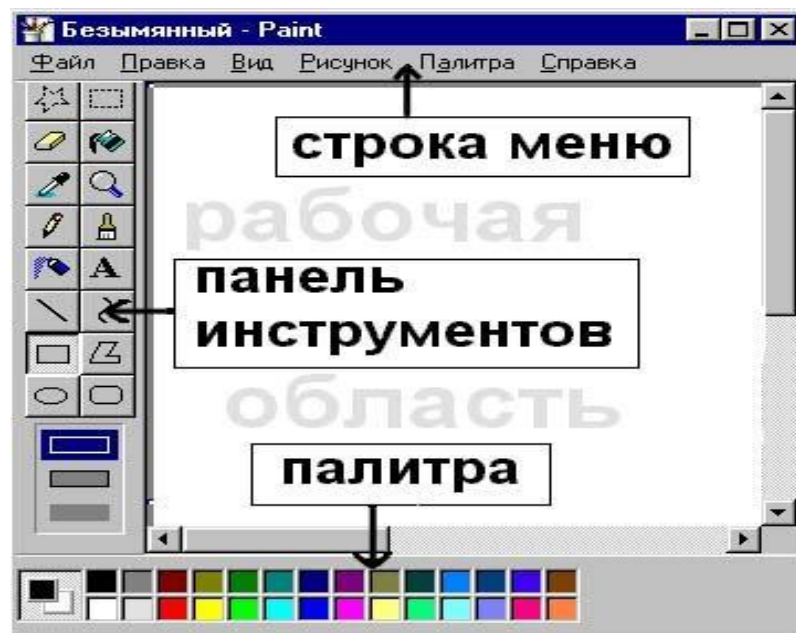 Безымянный - Paint
Файл Правка Вид Рисунок Палитра Справка
строка меню
рабочая
A
панель
инструментов
область
палитра